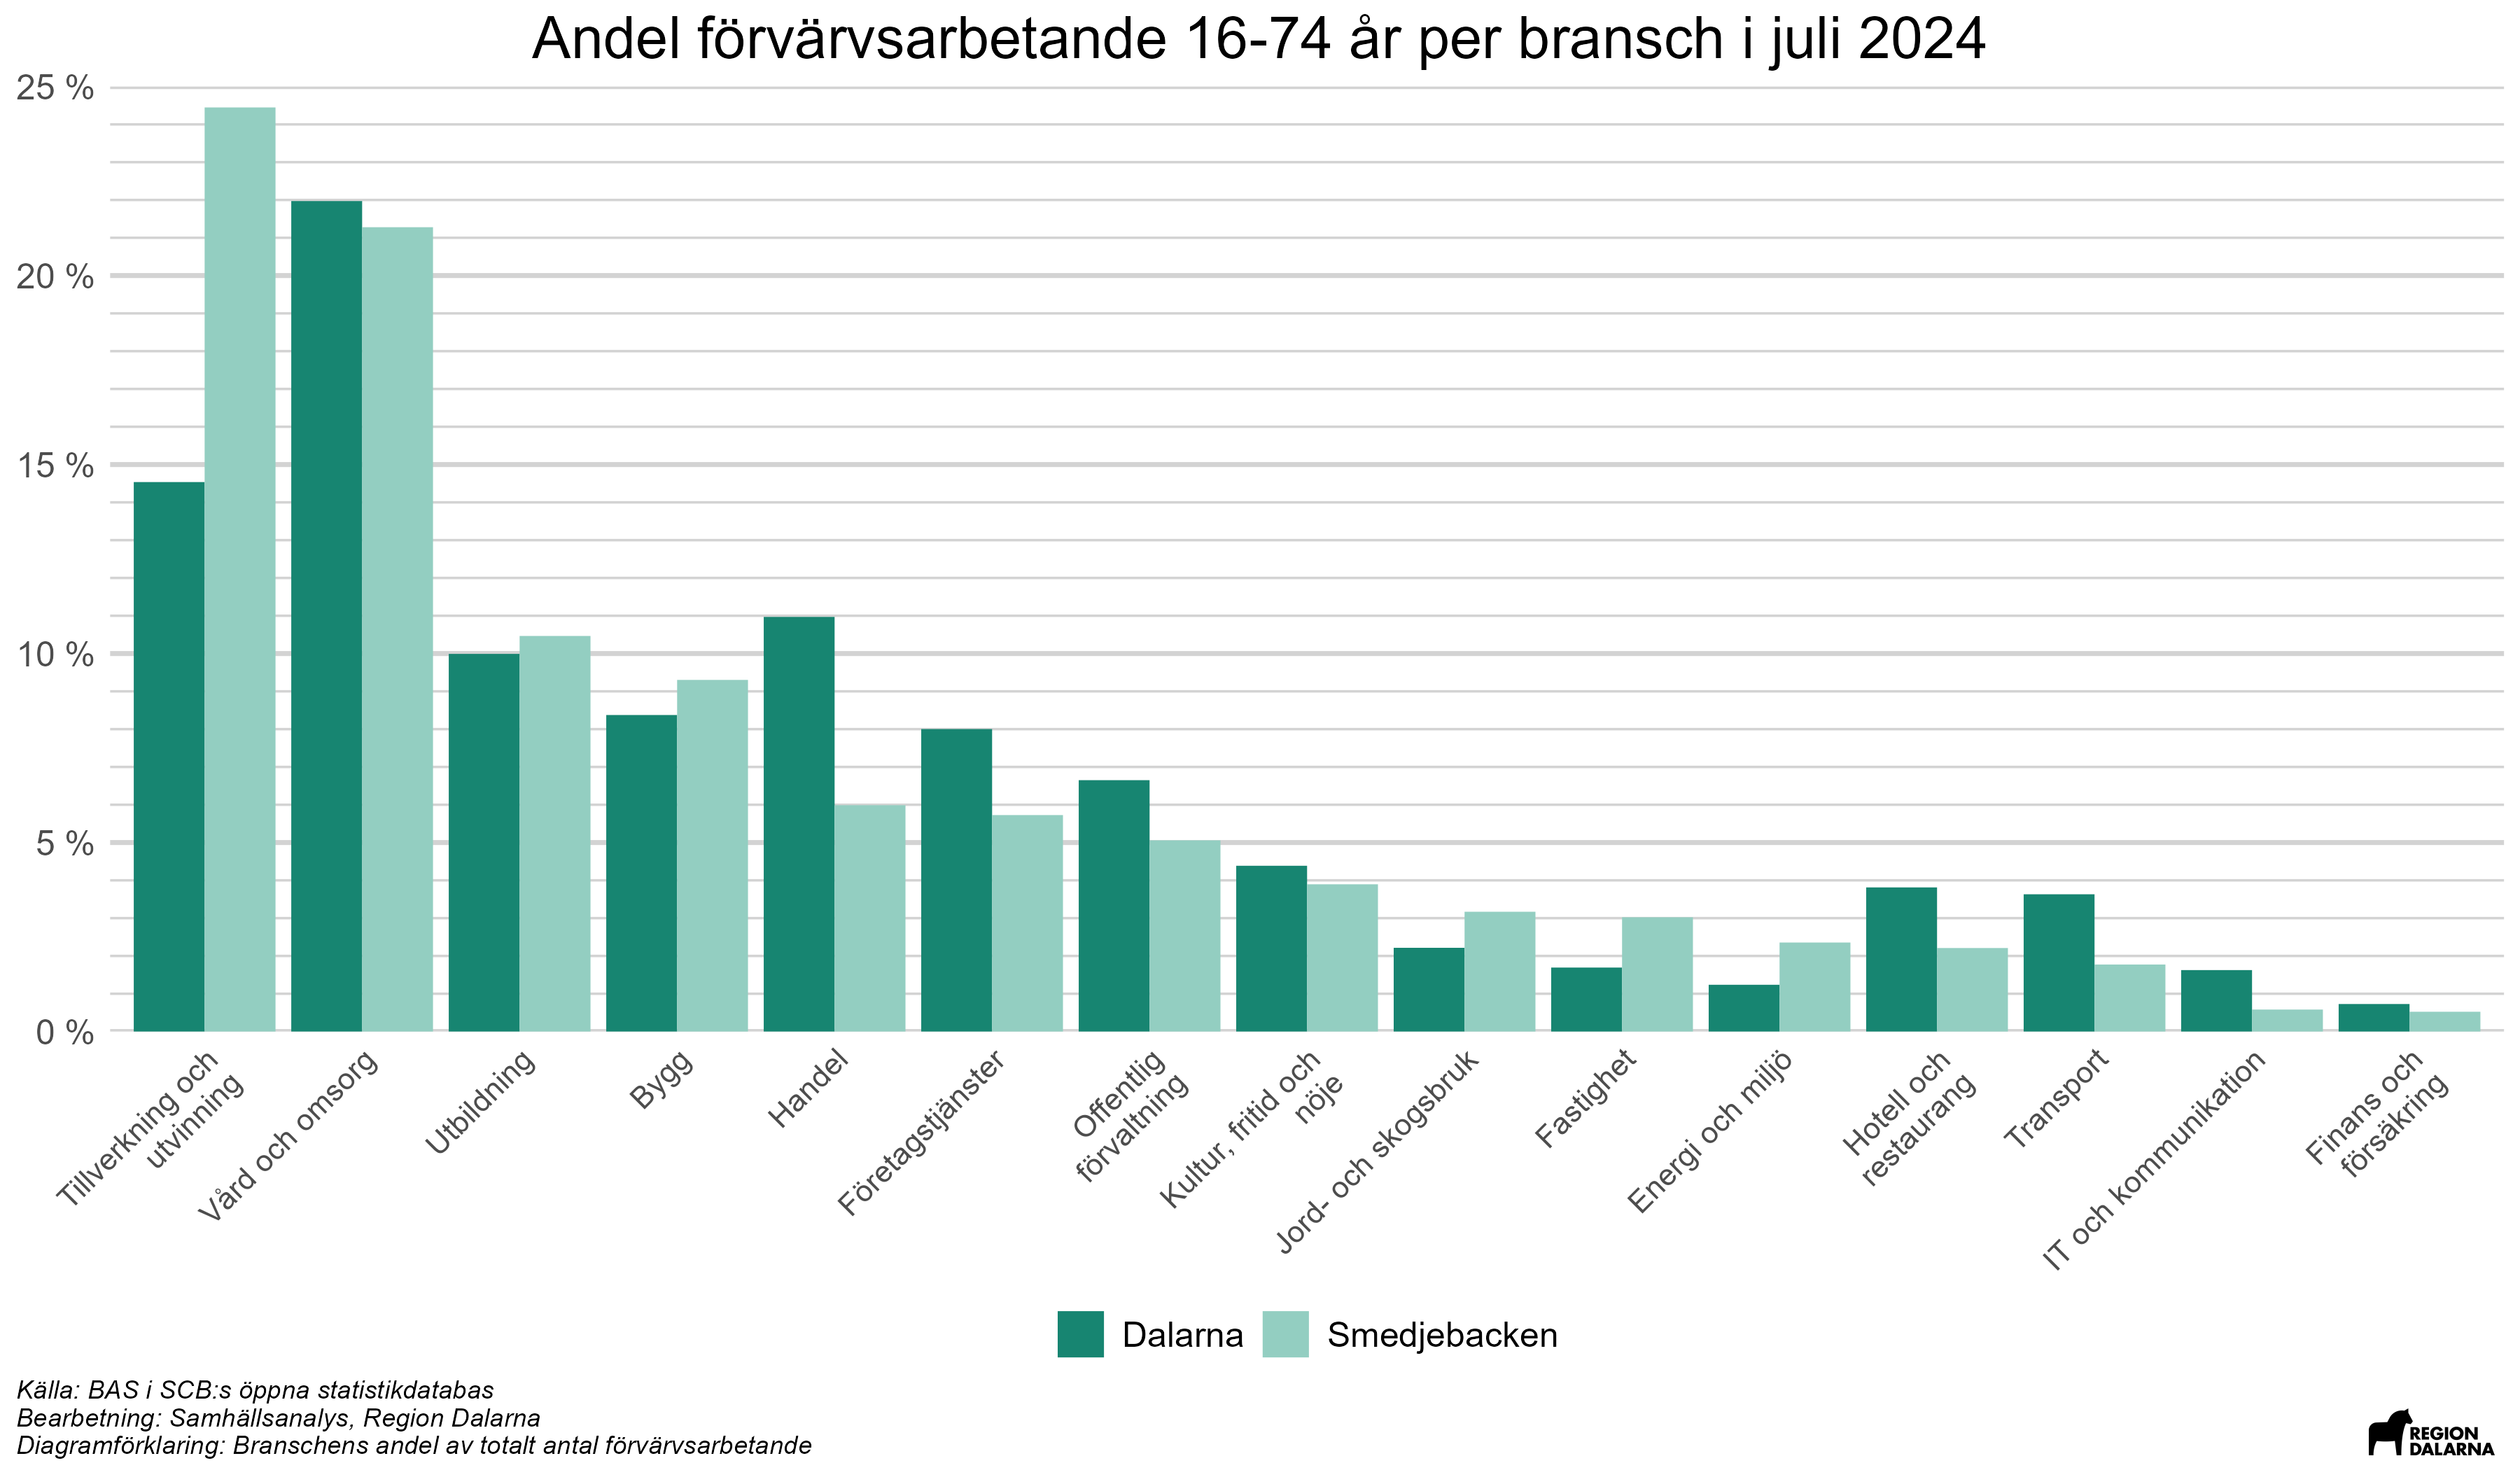 Andel förvärvsarbetande 16-74 år per bransch i juli 2024
25 %
20 %
15 %
10 %
5 %
0 %
Tillverkning och
utvinning
Vård och omsorg
Utbildning
Bygg
Handel
Företagstjänster
Offentlig
förvaltning
Kultur, fritid och
nöje
Jord- och skogsbruk
Fastighet
Energi och miljö
Hotell och
restaurang
Transport
IT och kommunikation
Finans och
försäkring
Dalarna
Smedjebacken
Källa: BAS i SCB:s öppna statistikdatabas
Bearbetning: Samhällsanalys, Region Dalarna
Diagramförklaring: Branschens andel av totalt antal förvärvsarbetande
REGION
DALARNA